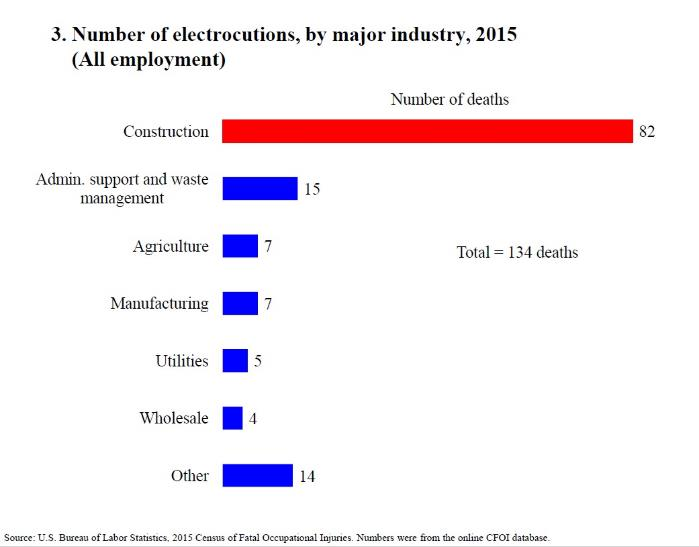 3. Number of electrocutions, by major industry, 2015
(All employment)
Number of deaths
Construction 82
Admin. support and waste
management 15
Agriculture 7
Total = 134 deaths
Manufacturing 7
Utilities 5
Wholesale 4
Other 14
Source: U.S. Bureau of Labor Statistics, 2015 Census of Fatal Occupational Injuries. Numbers were from the online CFOI database.